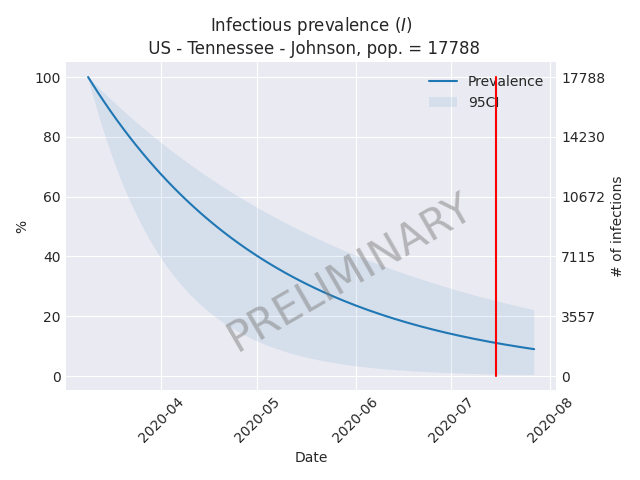 Infectious prevalence (I)
US - Tennessee - Johnson, pop. = 17788
Prevalence
95CI
100
80
60
40
20
0
%
17788
14230
10672
7115
3557
0
# of infections
PRELIMINARY
2020-04
2020-05
2020-06
2020-07
2020-08
Date